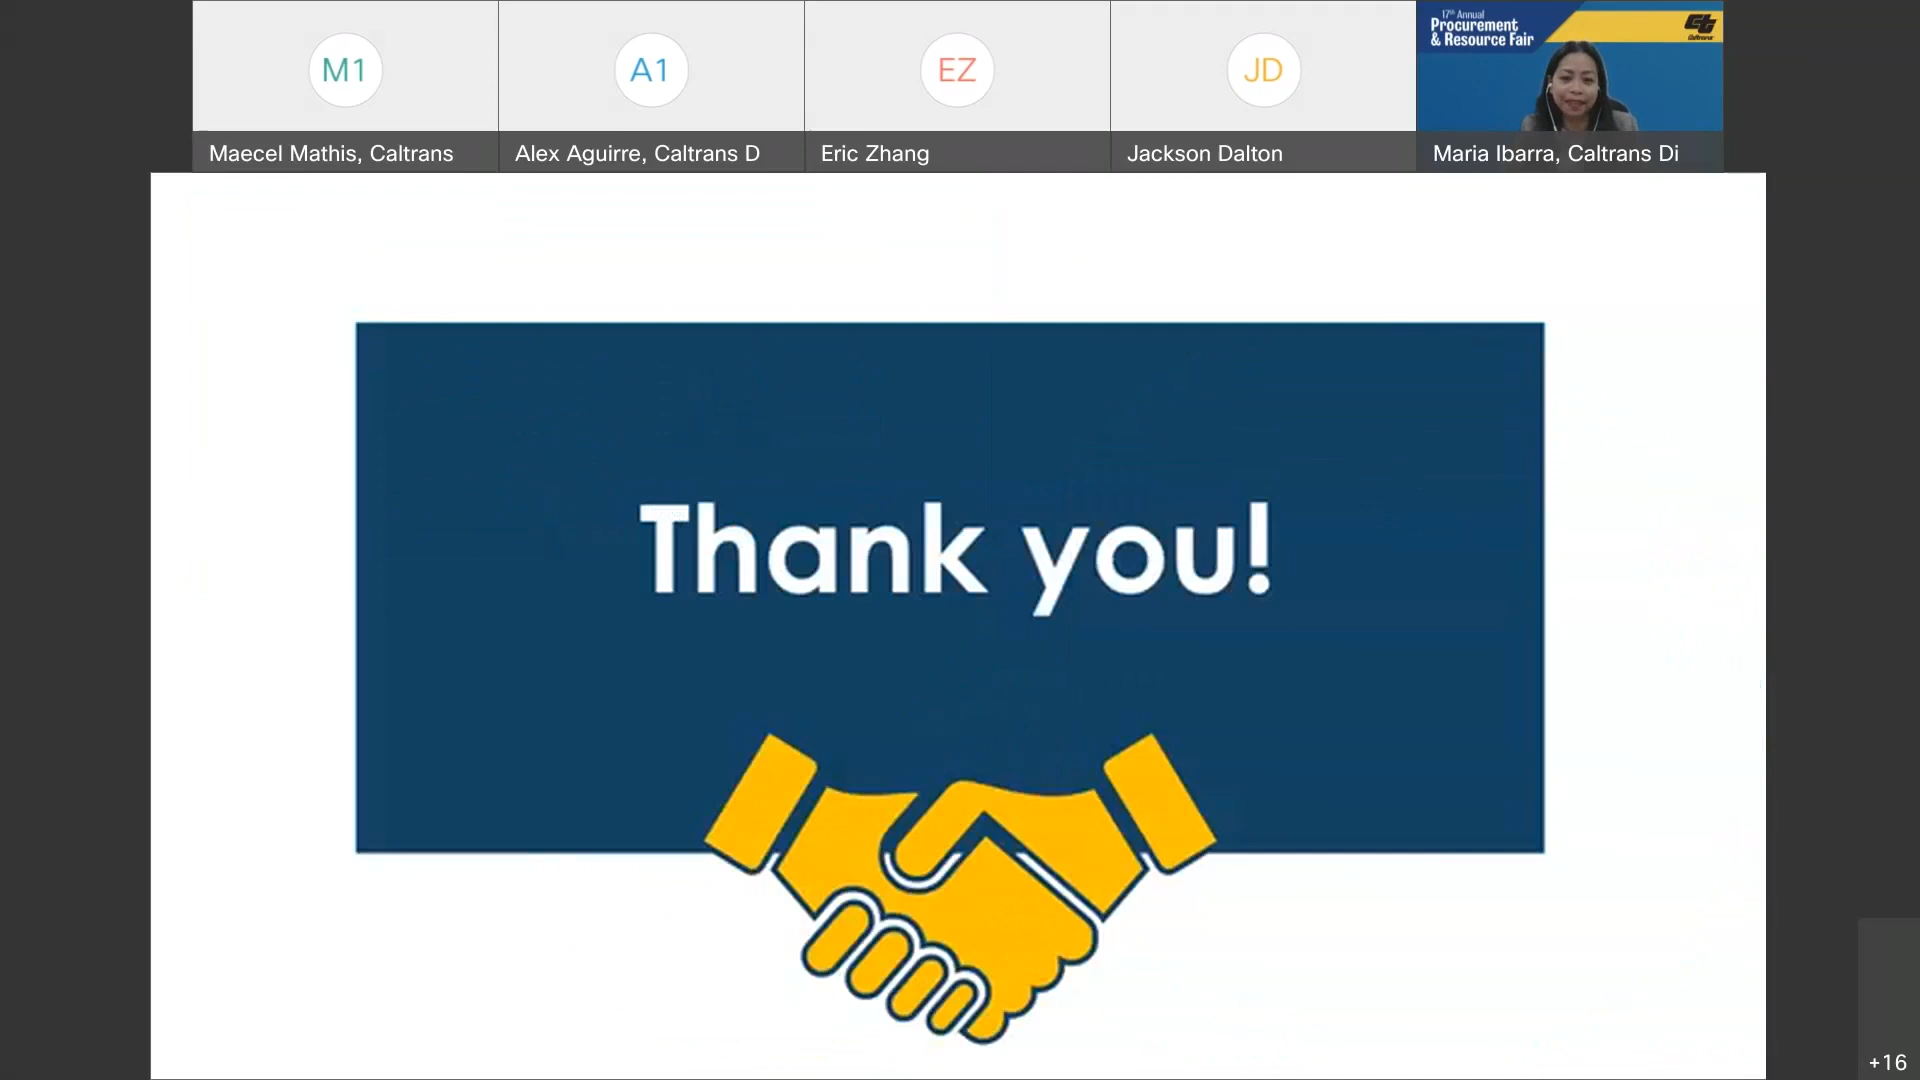 M1
A1
EZ
JD
17th Annual
Procurement
& Resource Fair
Caltrans
Maecel Mathis, Caltrans
Alex Aguirre, Caltrans D
Eric Zhang
Jackson Dalton
Maria Ibarra, Caltrans Di
Thank you!
+16